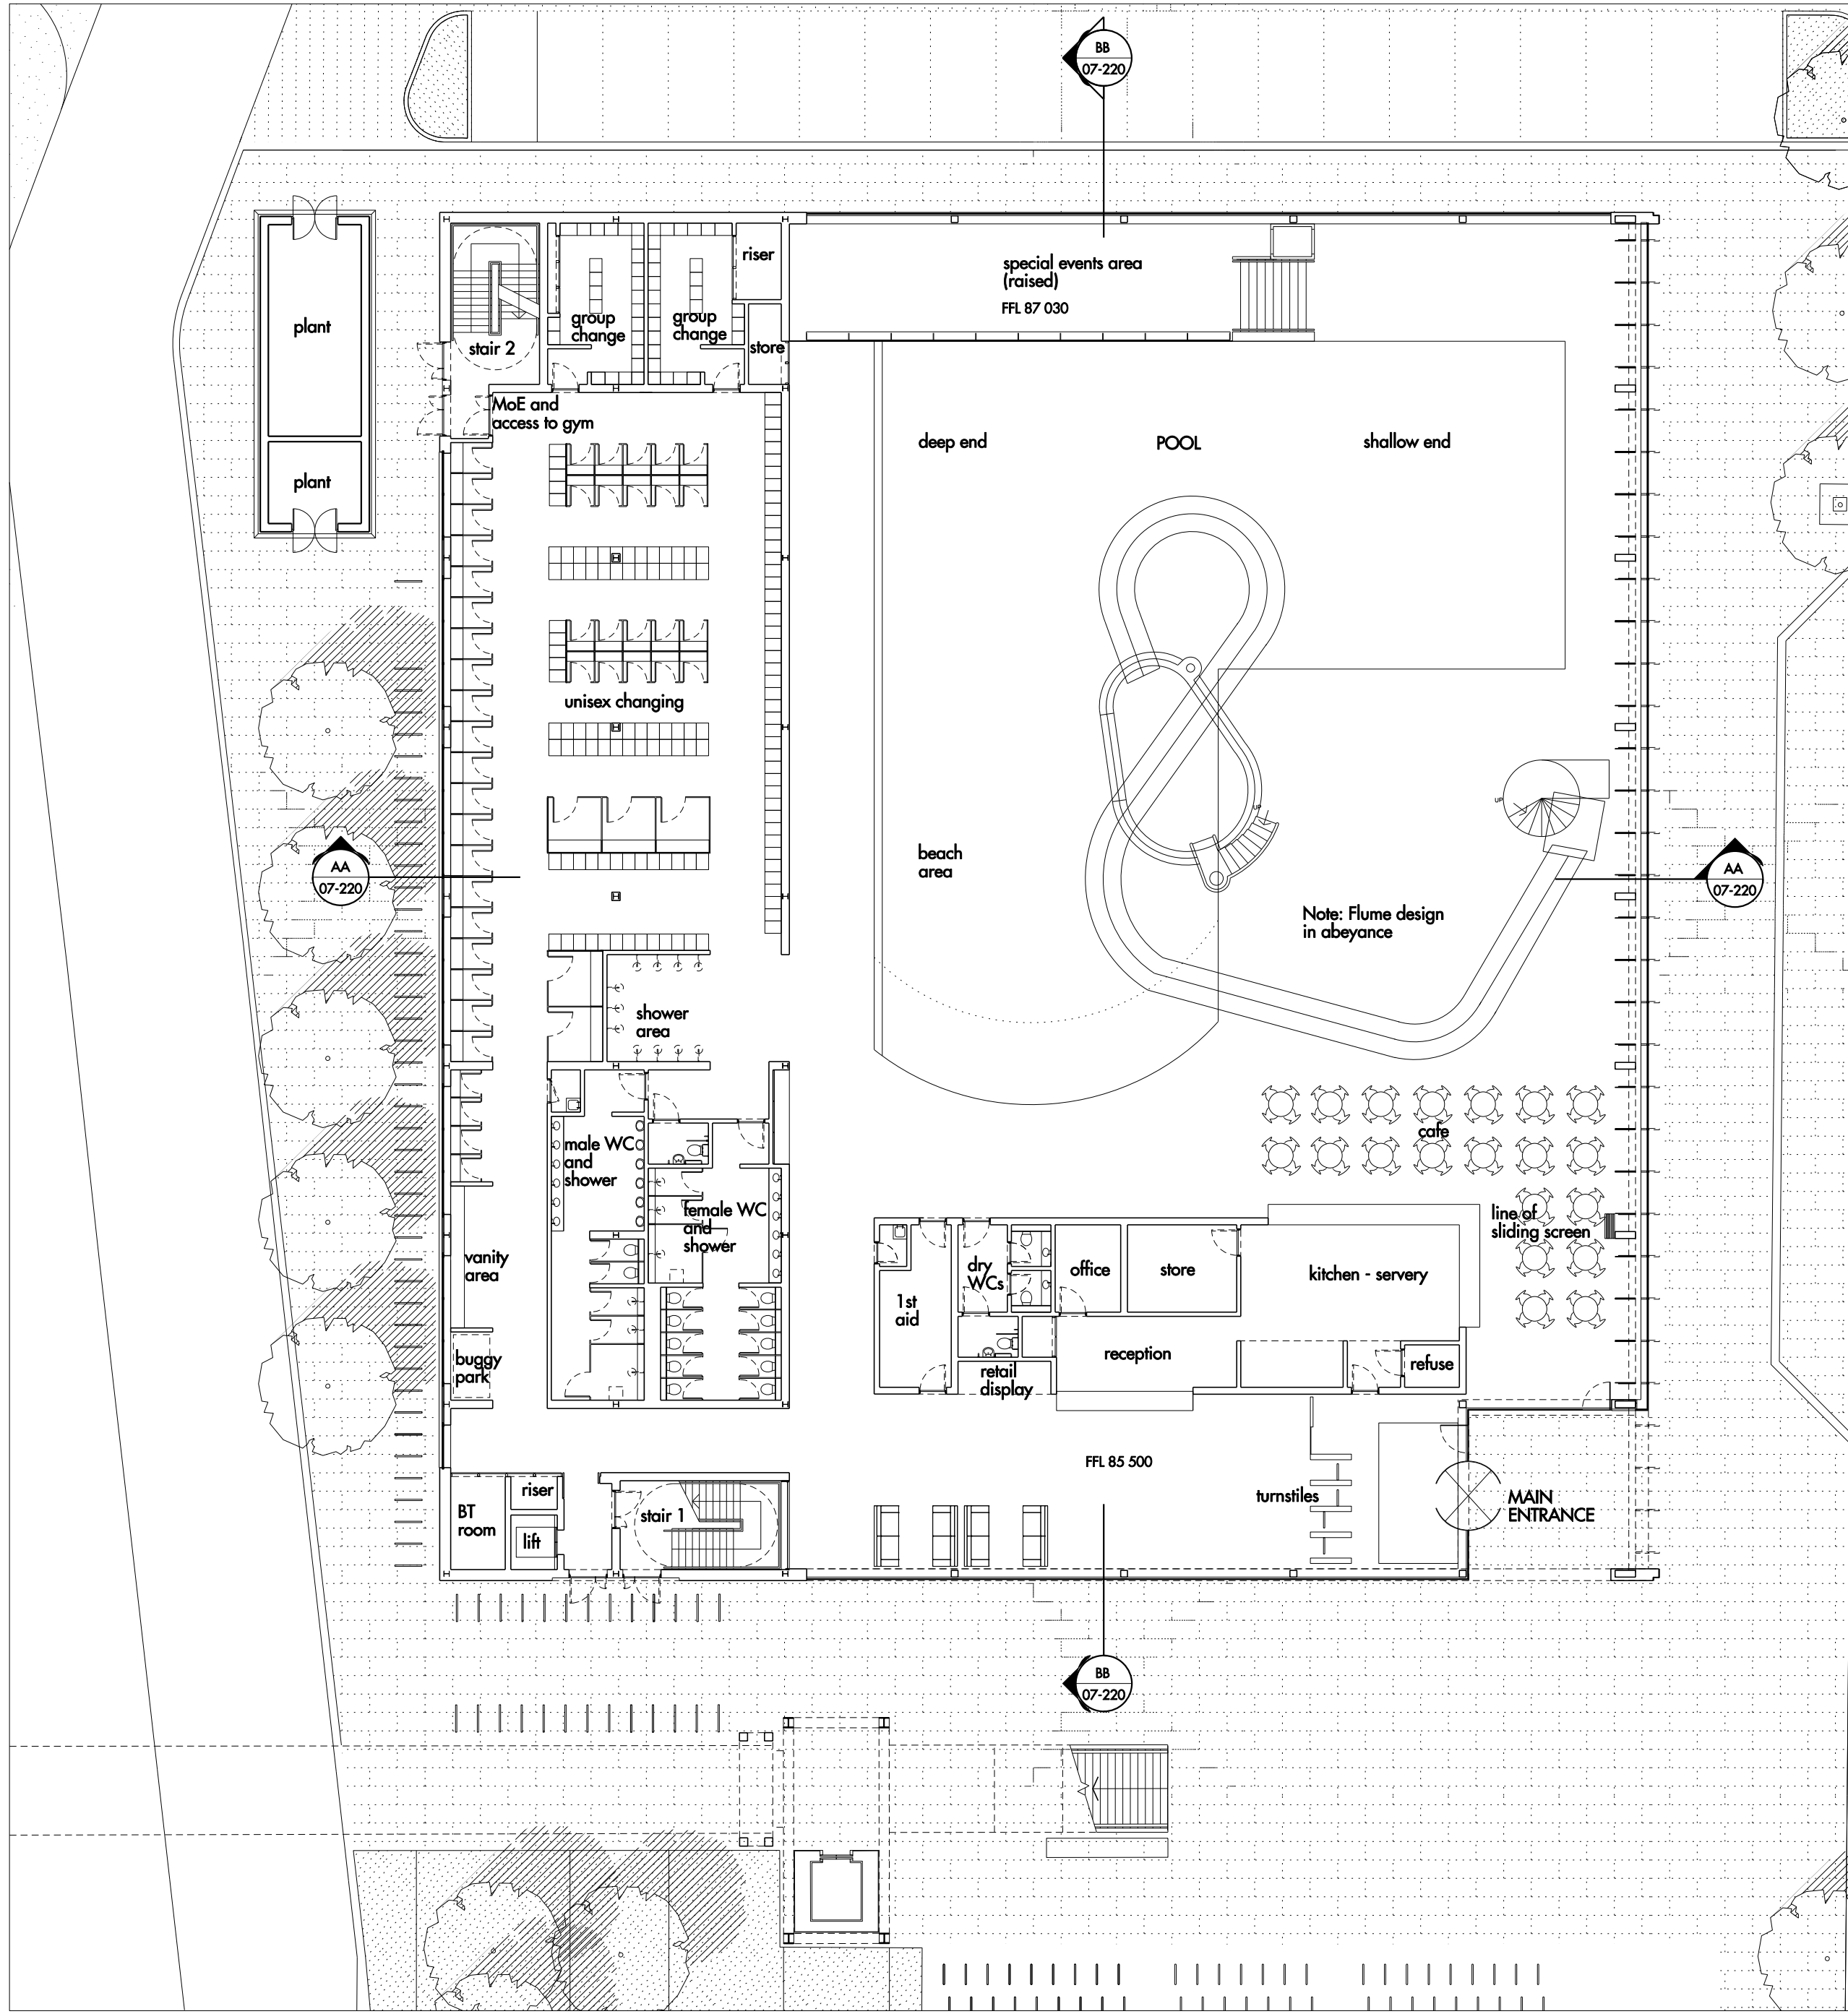 BB
07-220
riser
special events area
(raised)
FFL 87 030
plant
group
change
group
change
stair 2
store
MoE and
access to gym
deep end
POOL
shallow end
plant
unisex changing
UP
UP
beach
area
AA
07-220
AA
07-220
Note: Flume design
in abeyance
shower
area
cafe
male WC
and
shower
female WC
and
shower
line of
sliding screen
vanity
area
dry
WCs
office
store
kitchen - servery
1st
aid
buggy
park
retail
display
reception
refuse
FFL 85 500
riser
BT
room
lift
stair 1
turnstiles
MAIN
ENTRANCE
BB
07-220